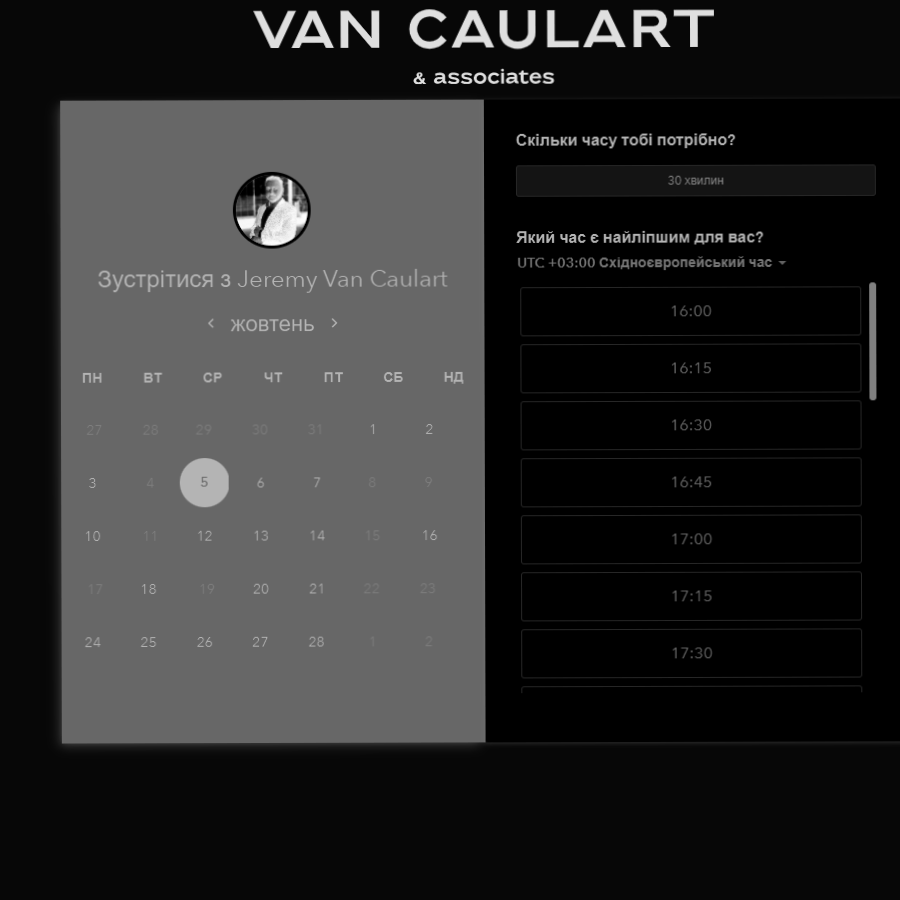 VAN CAULART
& associates
Зустрітися з Jeremy Van Caulart
жовтень
ПН ВТ СР ЧТ ПТ СБ НД
27 28 29 30 31 1 2
3 4 5 6 7 8 9
10 11 12 13 14 15 16
17 18 19 20 21 22 23
24 25 26 27 28 1 2
Скільки часу тобі потрібно?
30 хвилин
Який час є найліпшим для вас?
UTC +03:00 Східноєвропейський час
16:00
16:15
16:30
16:45
17:00
17:15
17:30